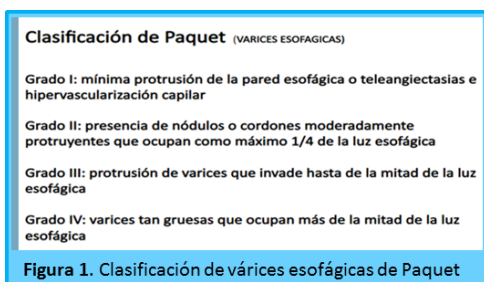 Clasificación de Paquet (VARICES ESOFAGICAS)
Grado I: mínima protrusión de la pared esofágica o teleangiectasias e
hipervascularización capilar
Grado II: presencia de nódulos o cordones moderadamente
protruyentes que ocupan como máximo 1/4 de la luz esofágica
Grado III: protrusión de varices que invade hasta de la mitad de la luz
esofágica
Grado IV: varices tan gruesas que ocupan más de la mitad de la luz
esofágica
Figura 1. Clasificación de várices esofágicas de Paquet